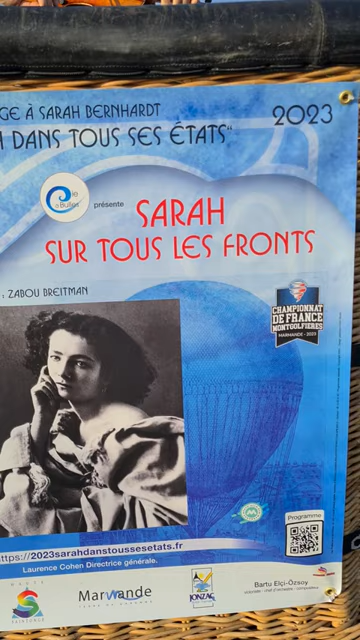 GE À SARAH BERNHARDT
2023
DANS TOUS SES ÉTATS"
présente
SARAH
SUR TOUS LES FRONTS
: ZABOU BREITMAN
CHAMPIONNAT
DE FRANCE
MONTGOLFIÈRES
MARMANDE - 2023
Programme
https://2023sarahdanstoussesetats.fr
Laurence Cohen Directrice générale.
Bartu Elçi-Özsoy
JONZAC